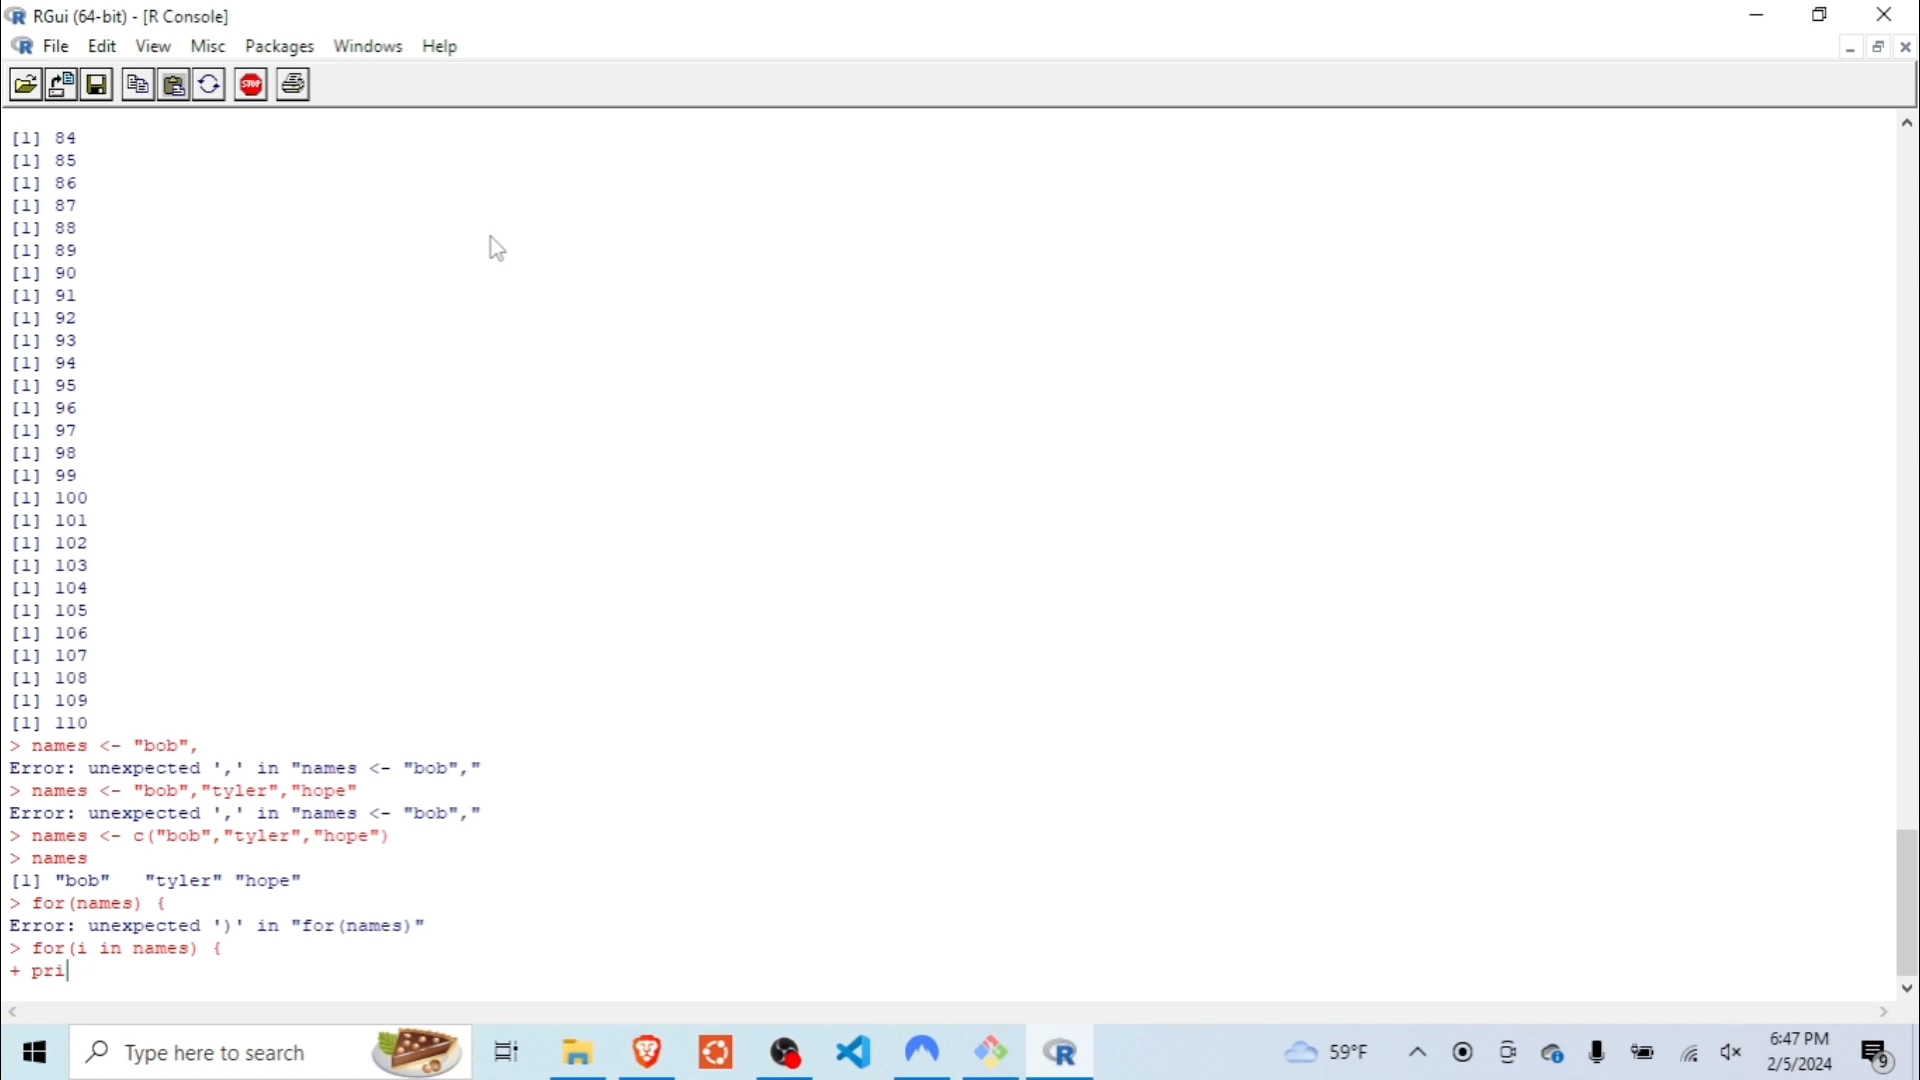 RGui (64-bit) - [R Console]
File Edit View Misc Packages Windows Help
STOP
[1] 84
[1] 85
[1] 86
[1] 87
[1] 88
[1] 89
[1] 90
[1] 91
[1] 92
[1] 93
[1] 94
[1] 95
[1] 96
[1] 97
[1] 98
[1] 99
[1] 100
[1] 101
[1] 102
[1] 103
[1] 104
[1] 105
[1] 106
[1] 107
[1] 108
[1] 109
[1] 110
> names <- "bob",
Error: unexpected ',' in "names <- "bob","
> names <- "bob","tyler","hope"
Error: unexpected ',' in "names <- "bob","
> names <- c("bob","tyler","hope")
> names
[1] "bob"   "tyler" "hope"
> for(names) {
Error: unexpected ')' in "for(names)"
> for(i in names) {
+ pri
Type here to search
59°F
6:47 PM
2/5/2024
9